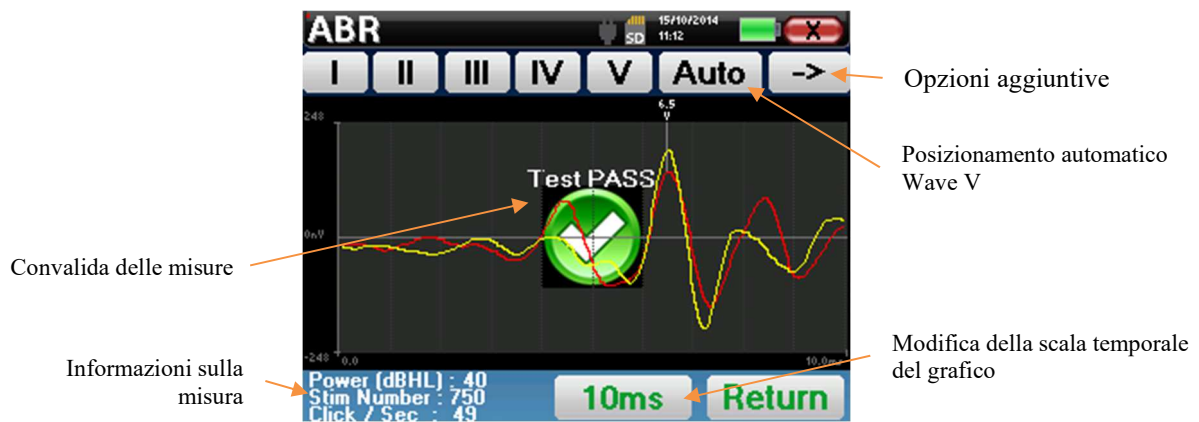 ABR
SD
15/10/2014
11:12
X
I II III IV V Auto ->
Opzioni aggiuntive
6.5
V
248
Posizionamento automatico
Wave V
Test PASS
0nV
Convalida delle misure
-248
0.0
10.0ms
Modifica della scala temporale
del grafico
Informazioni sulla
misura
Power (dBHL) : 40
Stim Number : 750
Click / Sec : 49
10ms
Return